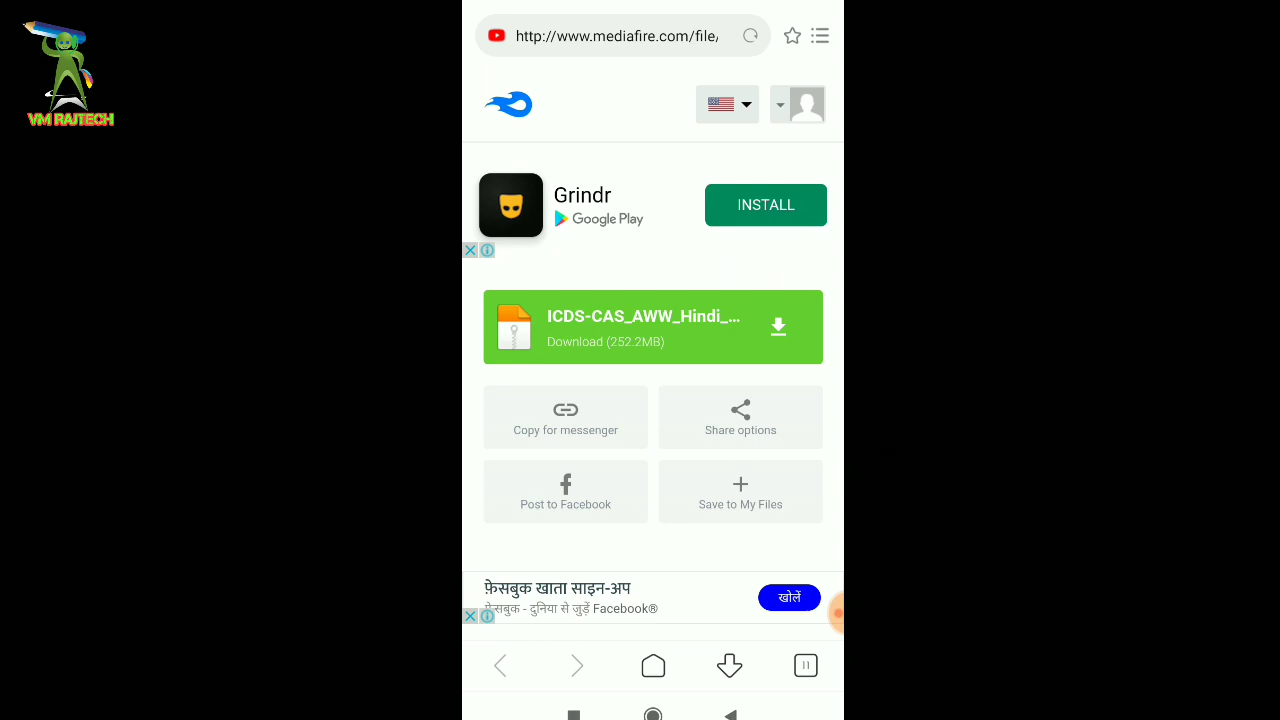 VM RAJTECH
http://www.mediafire.com/file/
Grindr
Google Play
INSTALL
ICDS-CAS_AWW_Hindi_...
Download (252.2MB)
Copy for messenger
Share options
Post to Facebook
Save to My Files
फ़ेसबुक खाता साइन-अप
फ़ेसबुक - दुनिया से जुड़ें Facebook®
खोलें
11